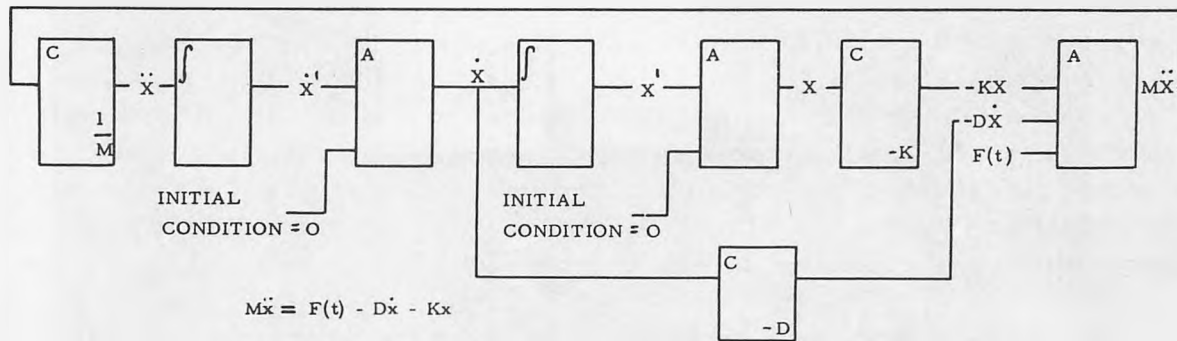 C
1
M
Ẍ
∫
Ẋ'
A
INITIAL
CONDITION = O
Ẋ
∫
X'
A
INITIAL
CONDITION = O
X
C
-K
-KX
-DẊ
F(t)
A
MẌ
C
-D
Mẍ = F(t) - Dẋ - Kx